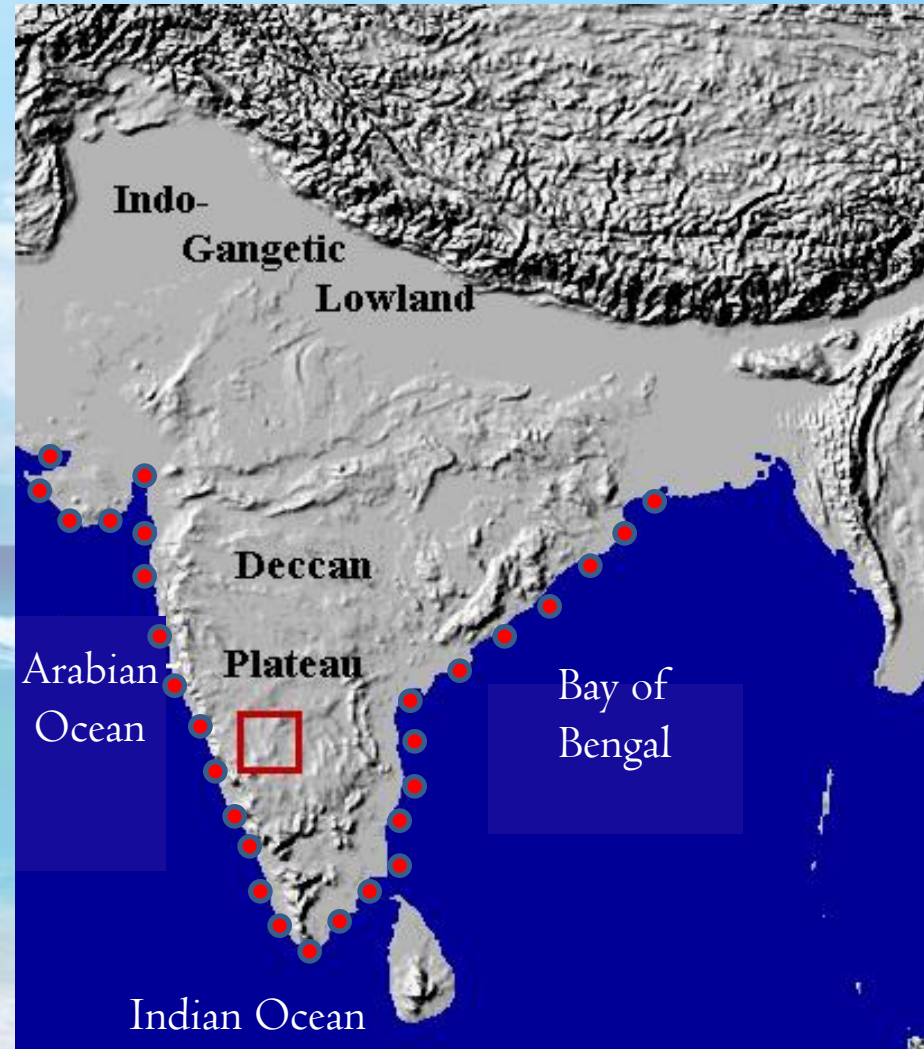 Indo-
Gangetic
Lowland
Deccan
Plateau
Arabian
Ocean
Bay of
Bengal
Indian Ocean